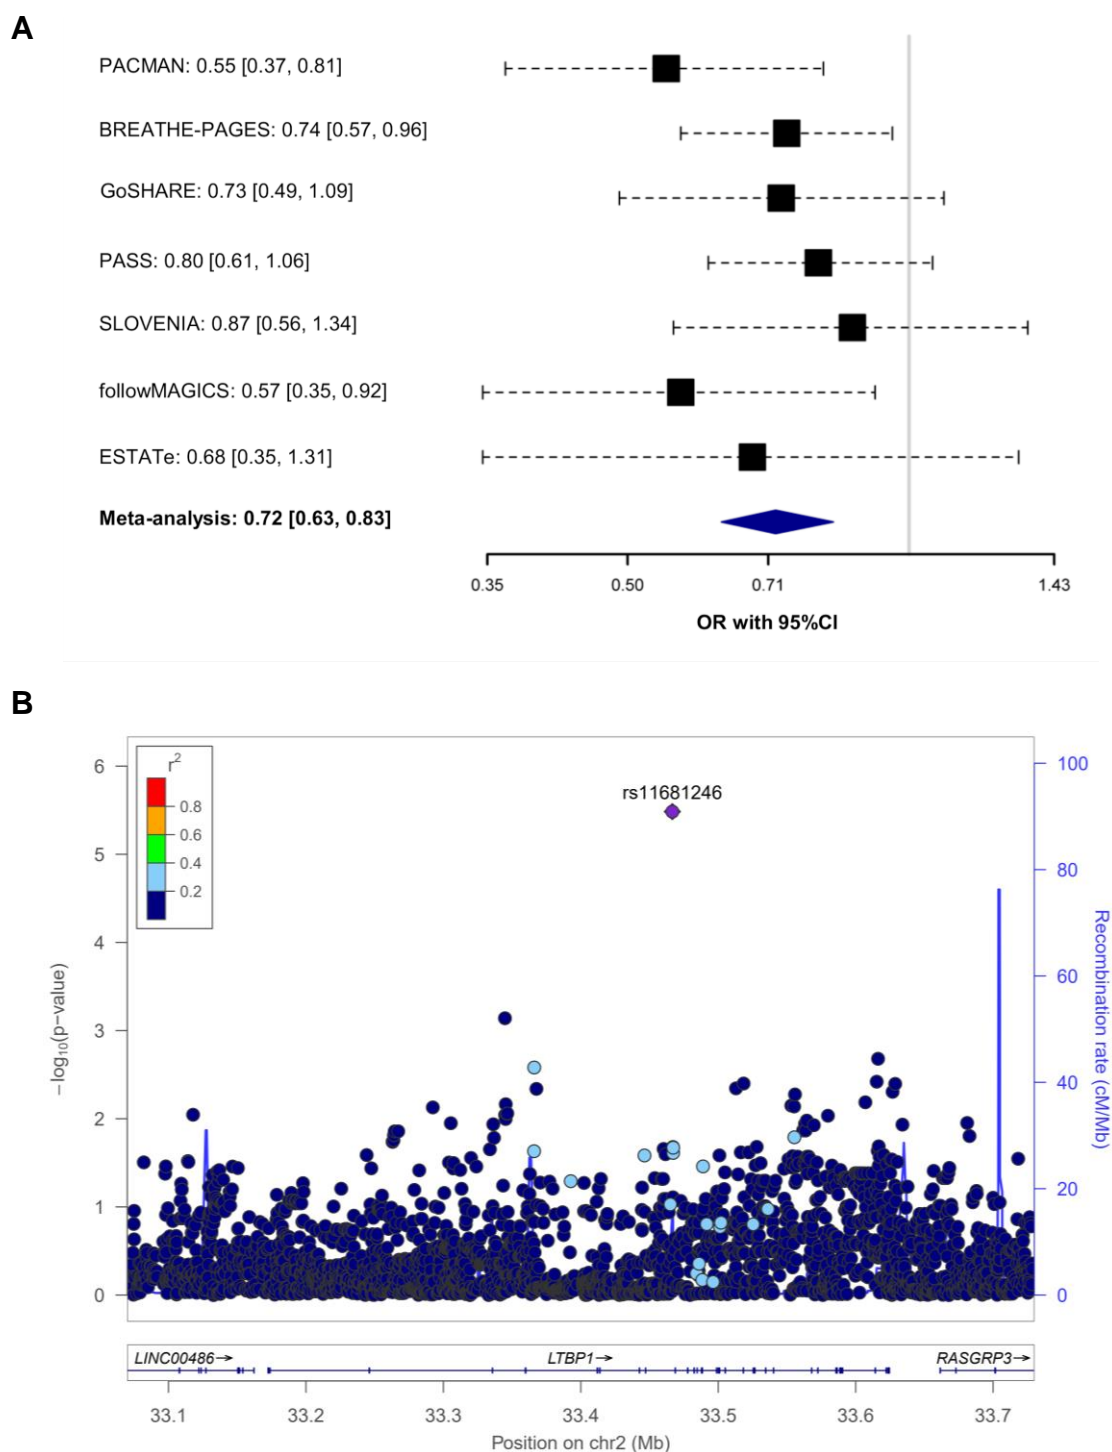 A
PACMAN: 0.55 [0.37, 0.81]
BREATHE-PAGES: 0.74 [0.57, 0.96]
GoSHARE: 0.73 [0.49, 1.09]
PASS: 0.80 [0.61, 1.06]
SLOVENIA: 0.87 [0.56, 1.34]
followMAGICS: 0.57 [0.35, 0.92]
ESTATe: 0.68 [0.35, 1.31]
Meta-analysis: 0.72 [0.63, 0.83]
0.35 0.50 0.71 1.43
OR with 95%CI
B
r²
0.8
0.6
0.4
0.2
rs11681246
−log₁₀(p−value)
6
5
4
3
2
1
0
100
80
60
40
20
0
Recombination rate (cM/Mb)
LINC00486→ LTBP1→ RASGRP3→
33.1 33.2 33.3 33.4 33.5 33.6 33.7
Position on chr2 (Mb)